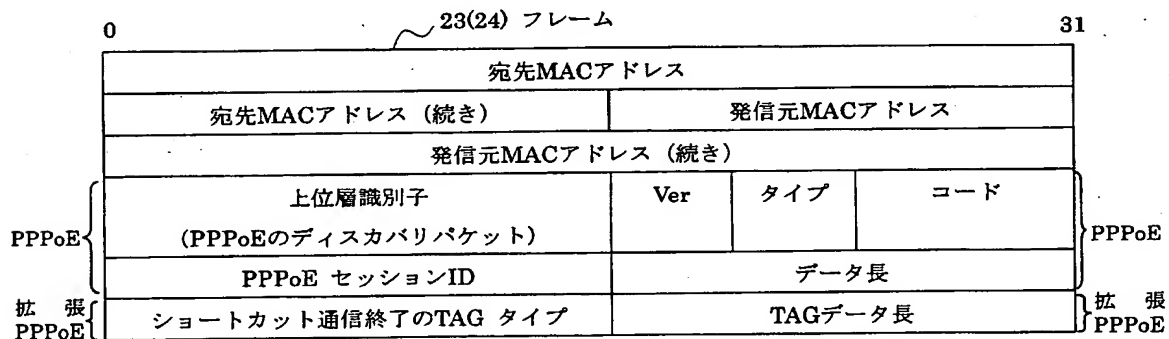 23(24) フレーム
0
31
宛先MACアドレス
宛先MACアドレス (続き)
発信元MACアドレス
発信元MACアドレス (続き)
PPPoE
上位層識別子
(PPPoEのディスカバリパケット)
Ver
タイプ
コード
PPPoE
PPPoE セッションID
データ長
拡 張
PPPoE
ショートカット通信終了のTAG タイプ
TAGデータ長
拡 張
PPPoE